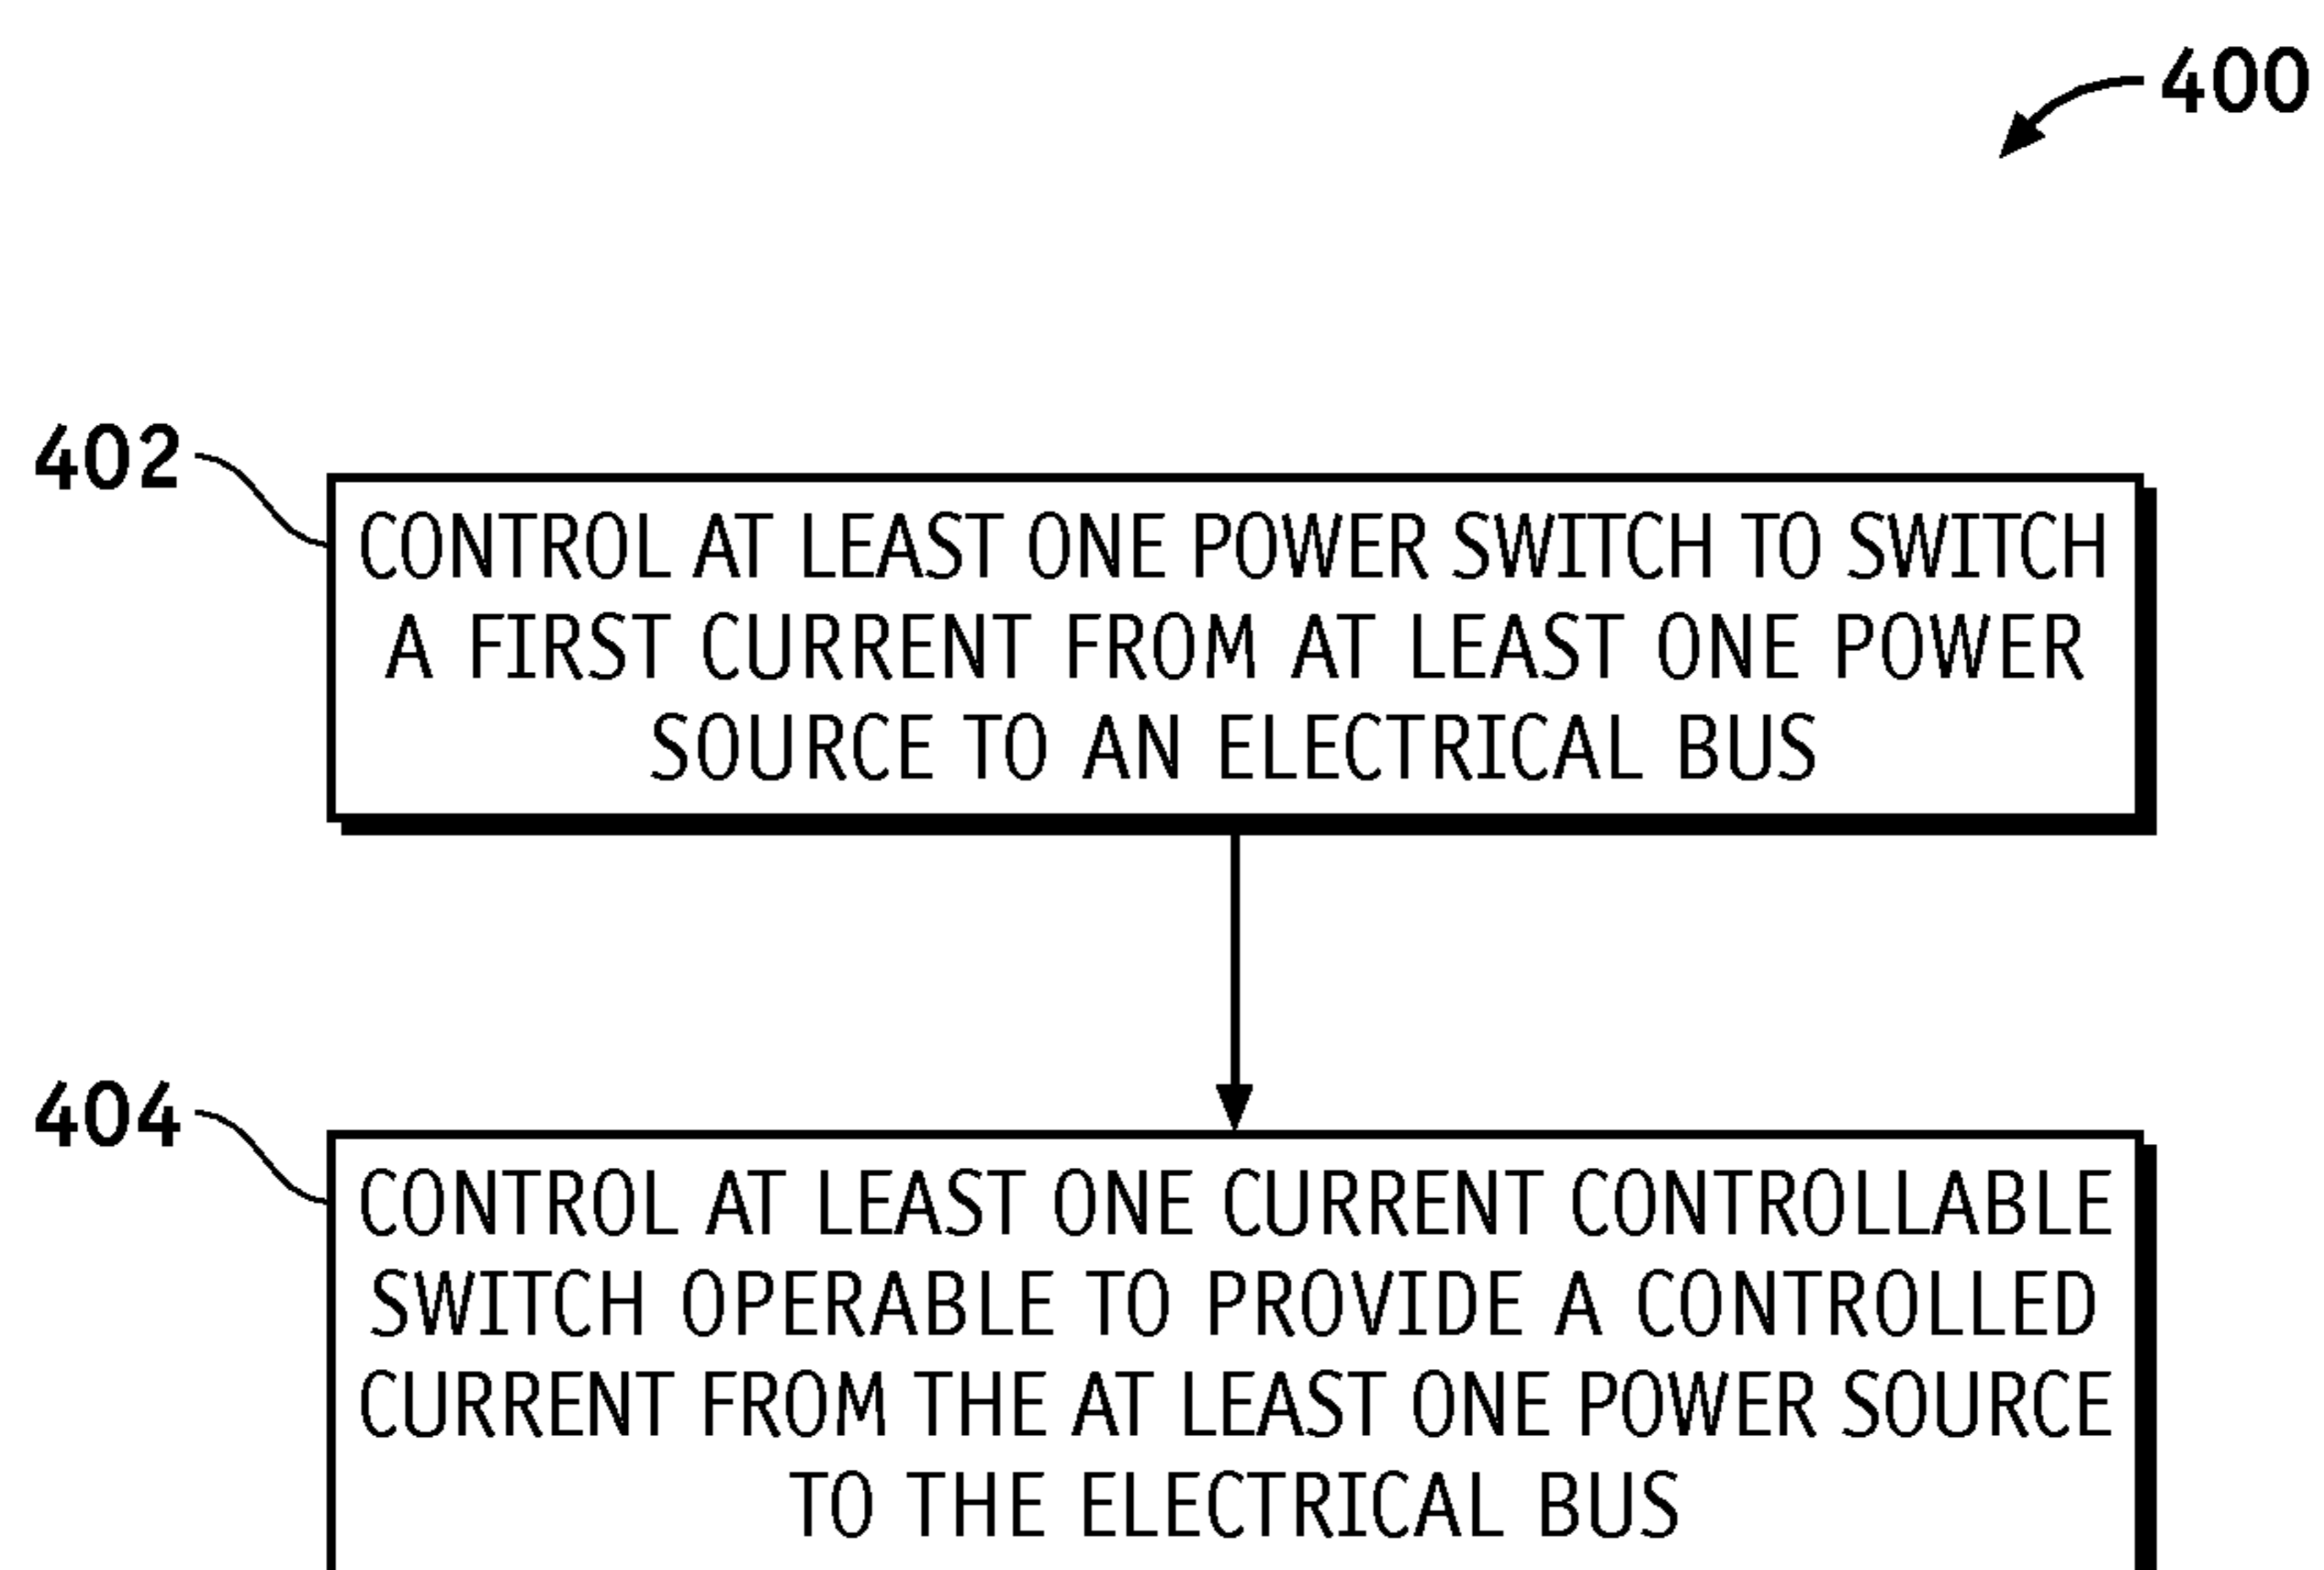 400
402
CONTROL AT LEAST ONE POWER SWITCH TO SWITCH
A FIRST CURRENT FROM AT LEAST ONE POWER
SOURCE TO AN ELECTRICAL BUS
404
CONTROL AT LEAST ONE CURRENT CONTROLLABLE
SWITCH OPERABLE TO PROVIDE A CONTROLLED
CURRENT FROM THE AT LEAST ONE POWER SOURCE
TO THE ELECTRICAL BUS